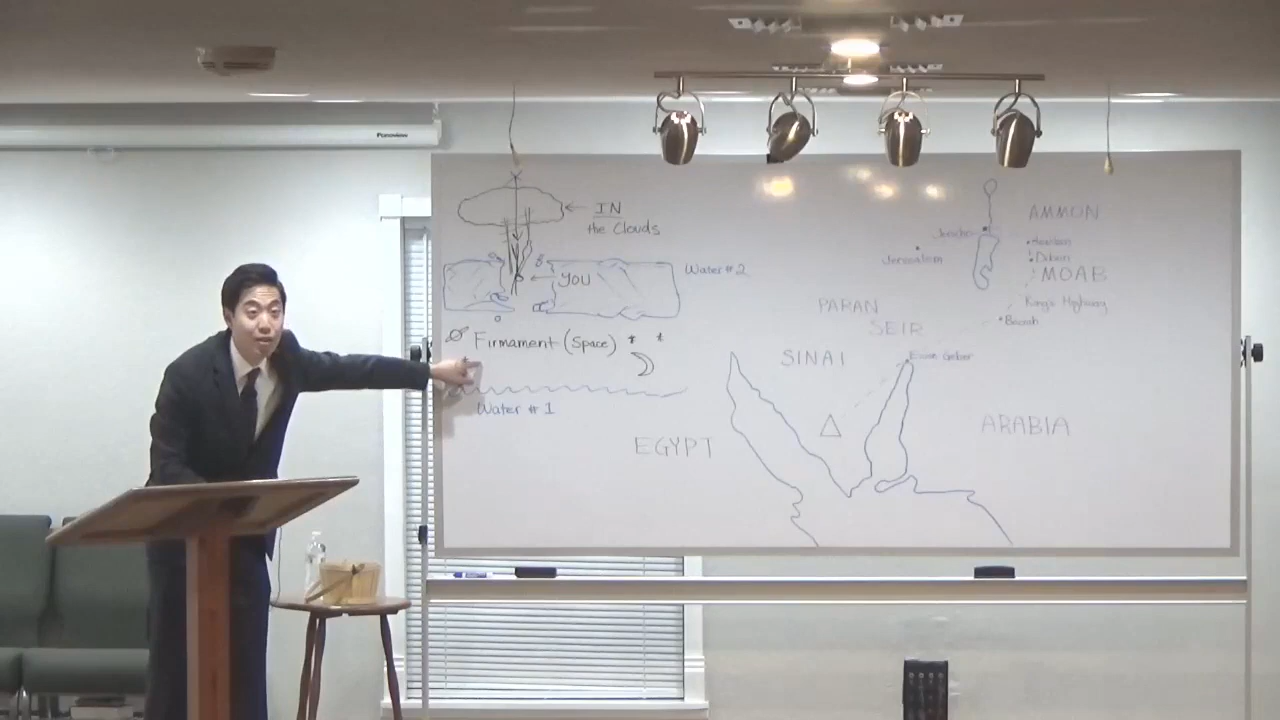 Panoview
IN
the Clouds
YOU
Water #2
Firmament (Space)
Water #1
AMMON
Jericho
Jerusalem
Heshbon
Dibon
MOAB
King's Highway
Bozrah
PARAN
SEIR
SINAI
Ezion Geber
EGYPT
ARABIA